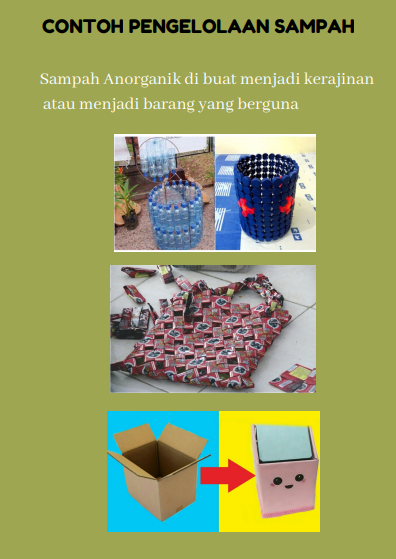 CONTOH PENGELOLAAN SAMPAH
Sampah Anorganik di buat menjadi kerajinan
atau menjadi barang yang berguna